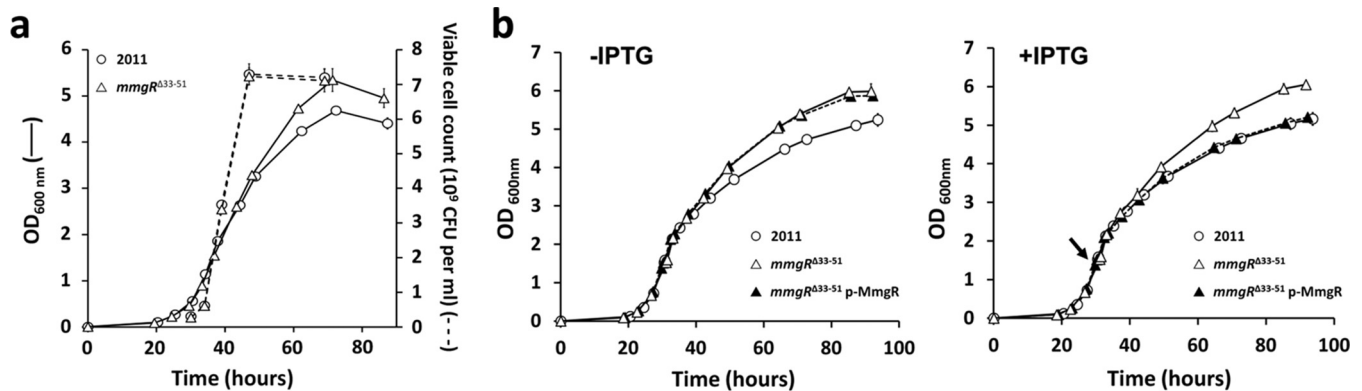 a
6
5
4
3
2
1
0
OD600 nm (——)
2011
mmgRΔ33-51
8
7
6
5
4
3
2
1
0
Viable cell count (10⁹ CFU per ml) (- - -)
0 20 40 60 80
Time (hours)
b
-IPTG
7
6
5
4
3
2
1
0
OD600nm
2011
mmgRΔ33-51
mmgRΔ33-51 p-MmgR
0 20 40 60 80 100
Time (hours)
+IPTG
7
6
5
4
3
2
1
0
OD600nm
2011
mmgRΔ33-51
mmgRΔ33-51 p-MmgR
0 20 40 60 80 100
Time (hours)